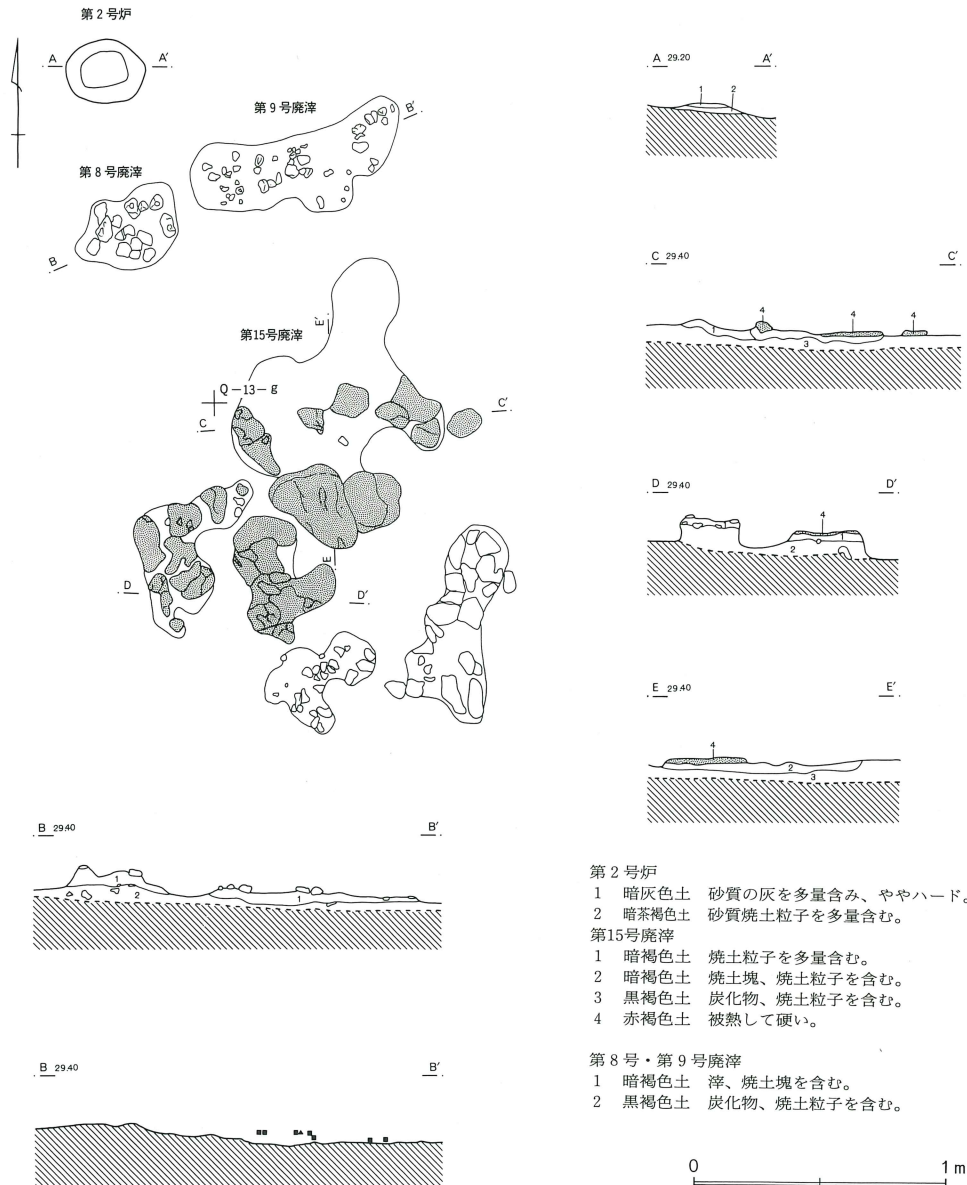 第2号炉
A A′
第9号廃滓
B′
第8号廃滓
B
E′
第15号廃滓
Q-13-g
C C′
E
D D′
A 29.20 A′
1 2
C 29.40 C′
1 4 4 4
3
D 29.40 D′
4
1
2
E 29.40 E′
4
2
3
B 29.40 B′
1
2 1
B 29.40 B′
第2号炉
1 暗灰色土 砂質の灰を多量含み、ややハード。
2 暗茶褐色土 砂質焼土粒子を多量含む。
第15号廃滓
1 暗褐色土 焼土粒子を多量含む。
2 暗褐色土 焼土塊、焼土粒子を含む。
3 黒褐色土 炭化物、焼土粒子を含む。
4 赤褐色土 被熱して硬い。
第8号・第9号廃滓
1 暗褐色土 滓、焼土塊を含む。
2 黒褐色土 炭化物、焼土粒子を含む。
0 1m